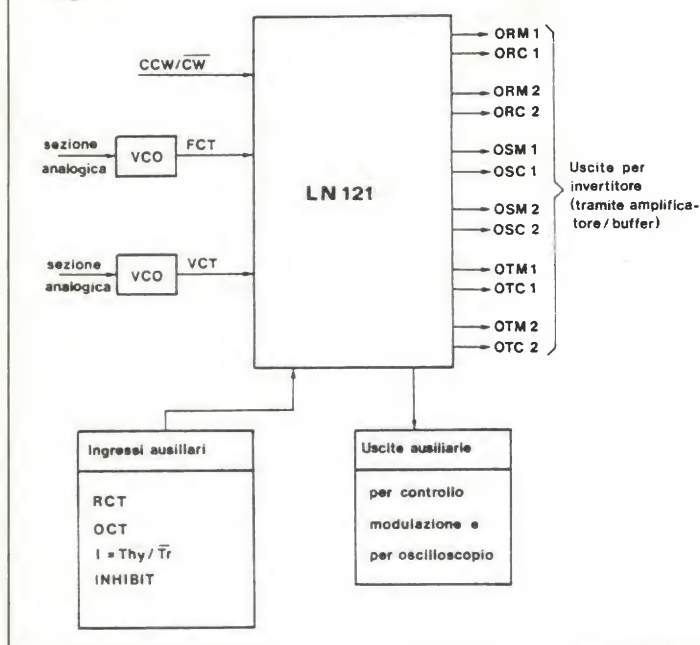 CCW/C̅W̅
sezione
analogica
VCO
FCT
sezione
analogica
VCO
VCT
LN 121
ORM 1
ORC 1
ORM 2
ORC 2
OSM 1
OSC 1
OSM 2
OSC 2
OTM 1
OTC 1
OTM 2
OTC 2
Uscite per
invertitore
(tramite amplifica-
tore/buffer)
Ingressi ausiliari
RCT
OCT
I = Thy/T̅r̅
INHIBIT
Uscite ausiliarie
per controllo
modulazione e
per oscilloscopio